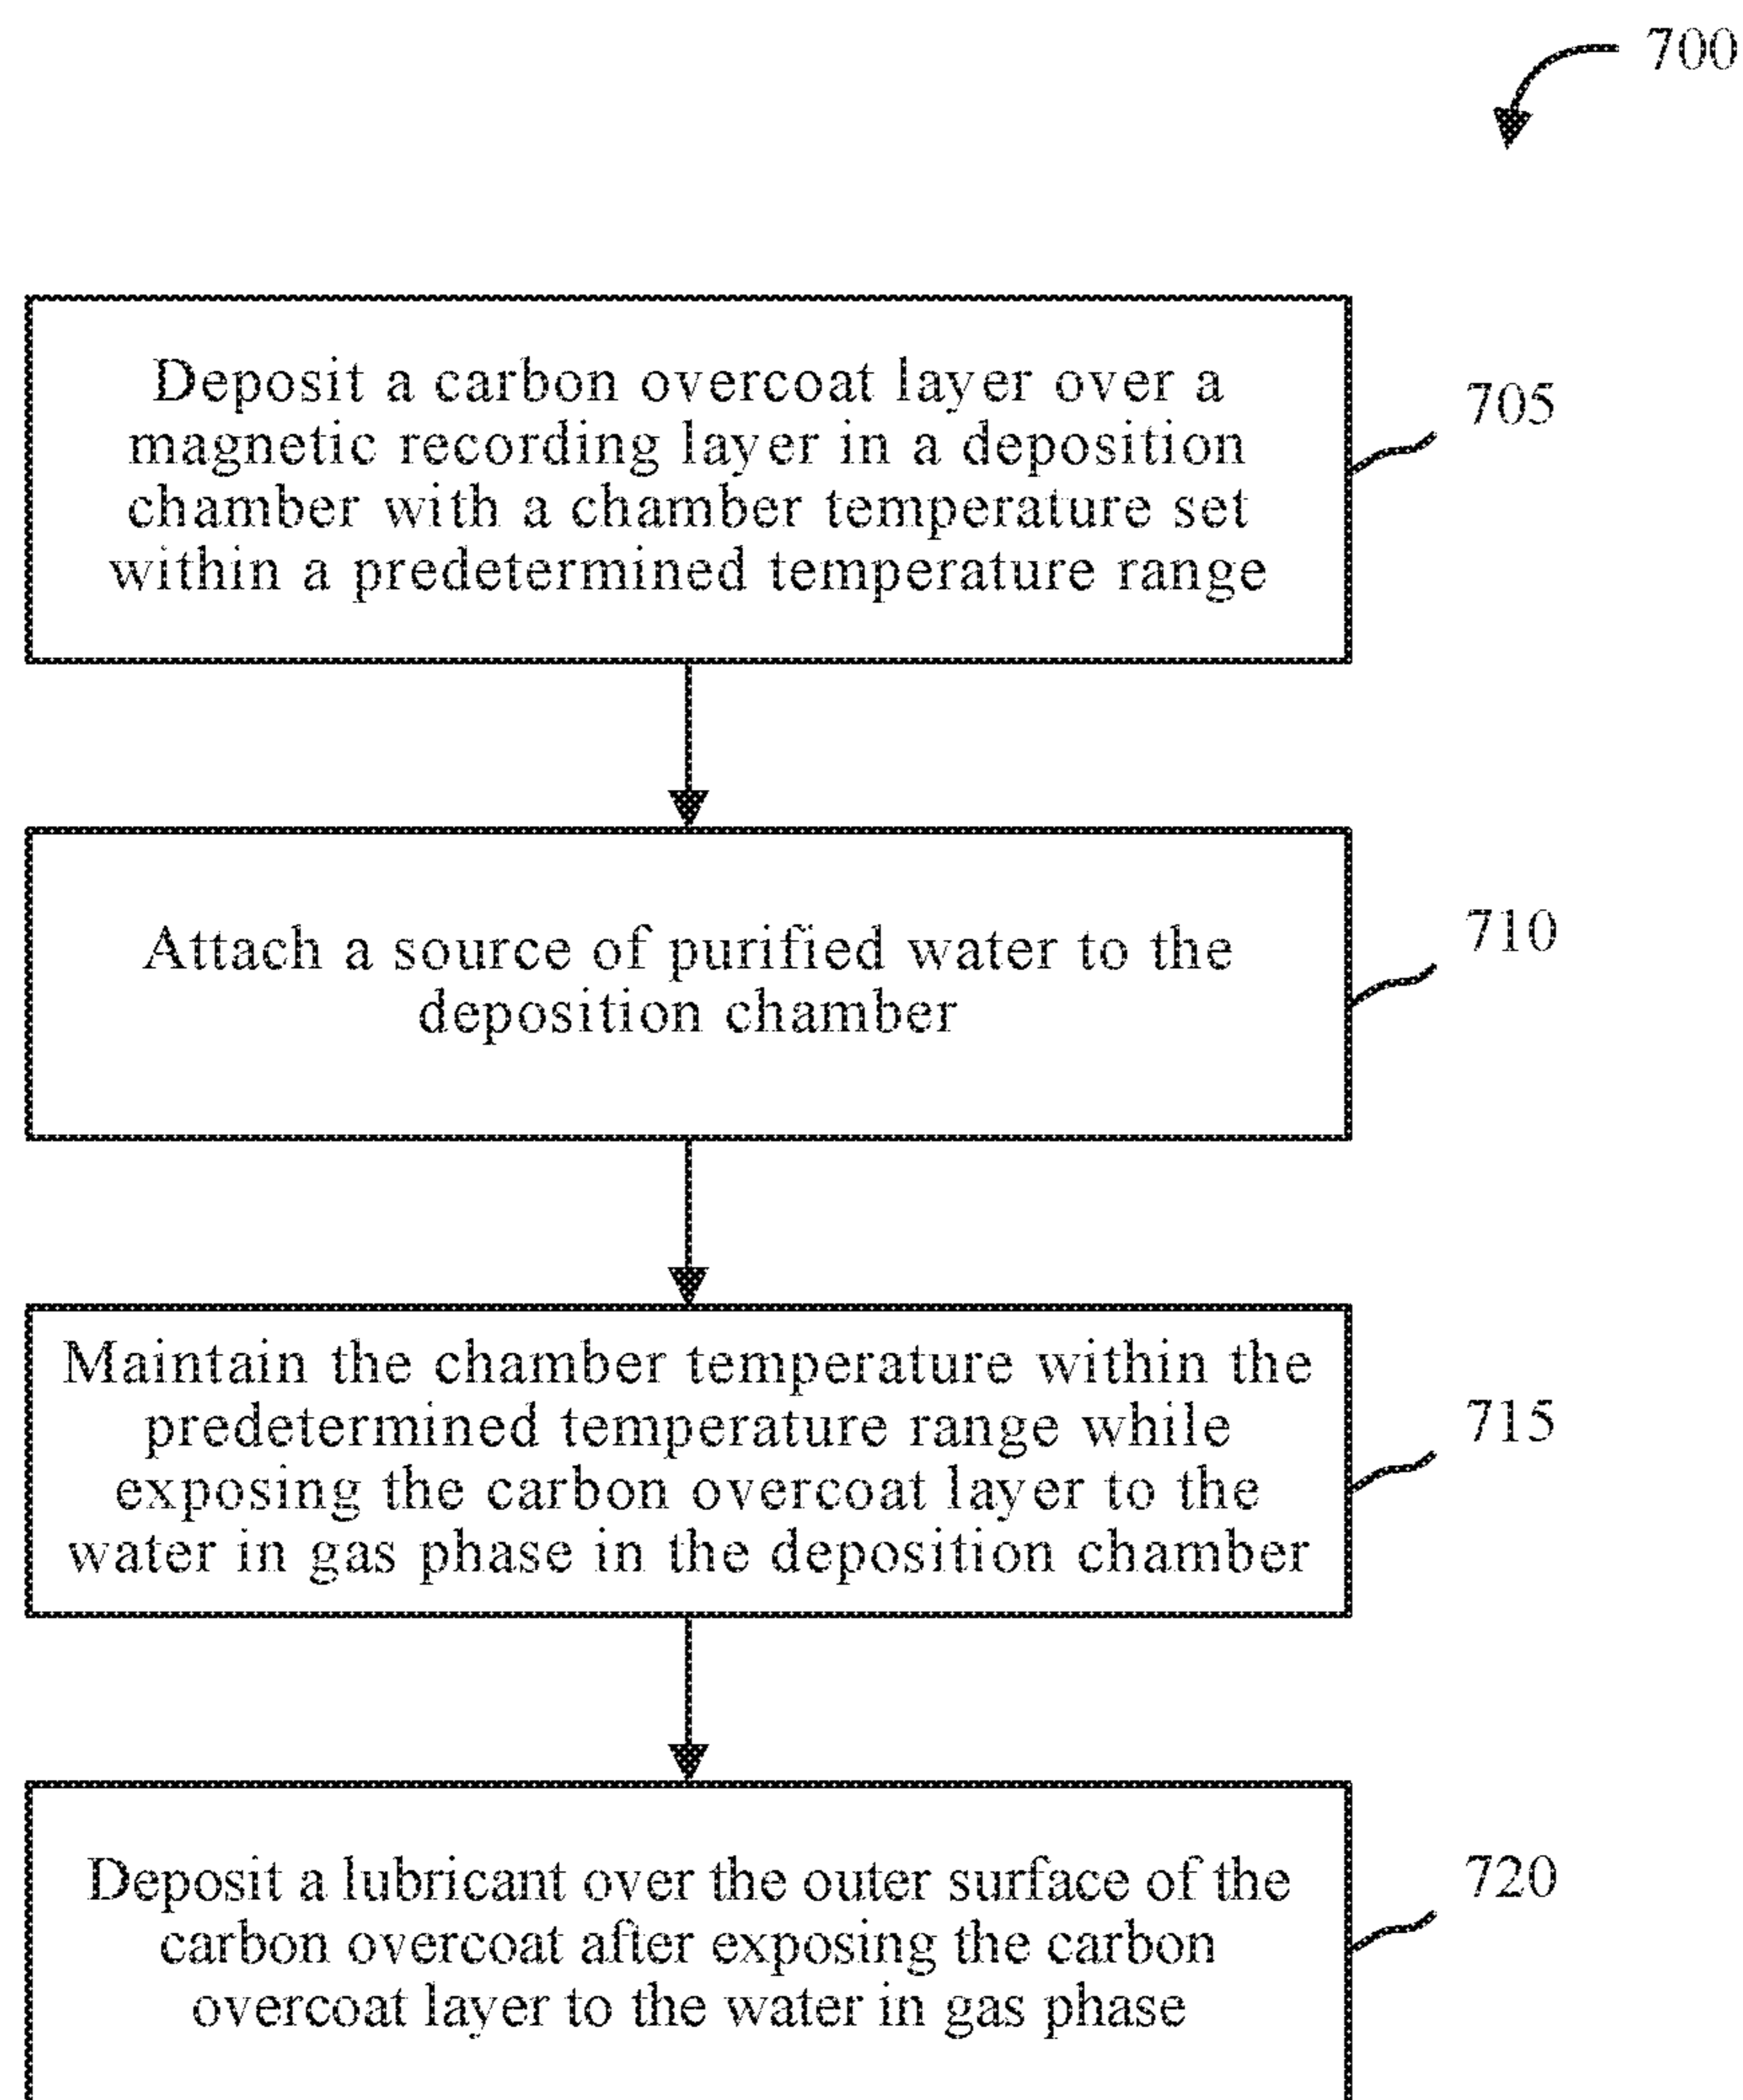 700
Deposit a carbon overcoat layer over a
magnetic recording layer in a deposition
chamber with a chamber temperature set
within a predetermined temperature range
705
Attach a source of purified water to the
deposition chamber
710
Maintain the chamber temperature within the
predetermined temperature range while
exposing the carbon overcoat layer to the
water in gas phase in the deposition chamber
715
Deposit a lubricant over the outer surface of the
carbon overcoat after exposing the carbon
overcoat layer to the water in gas phase
720